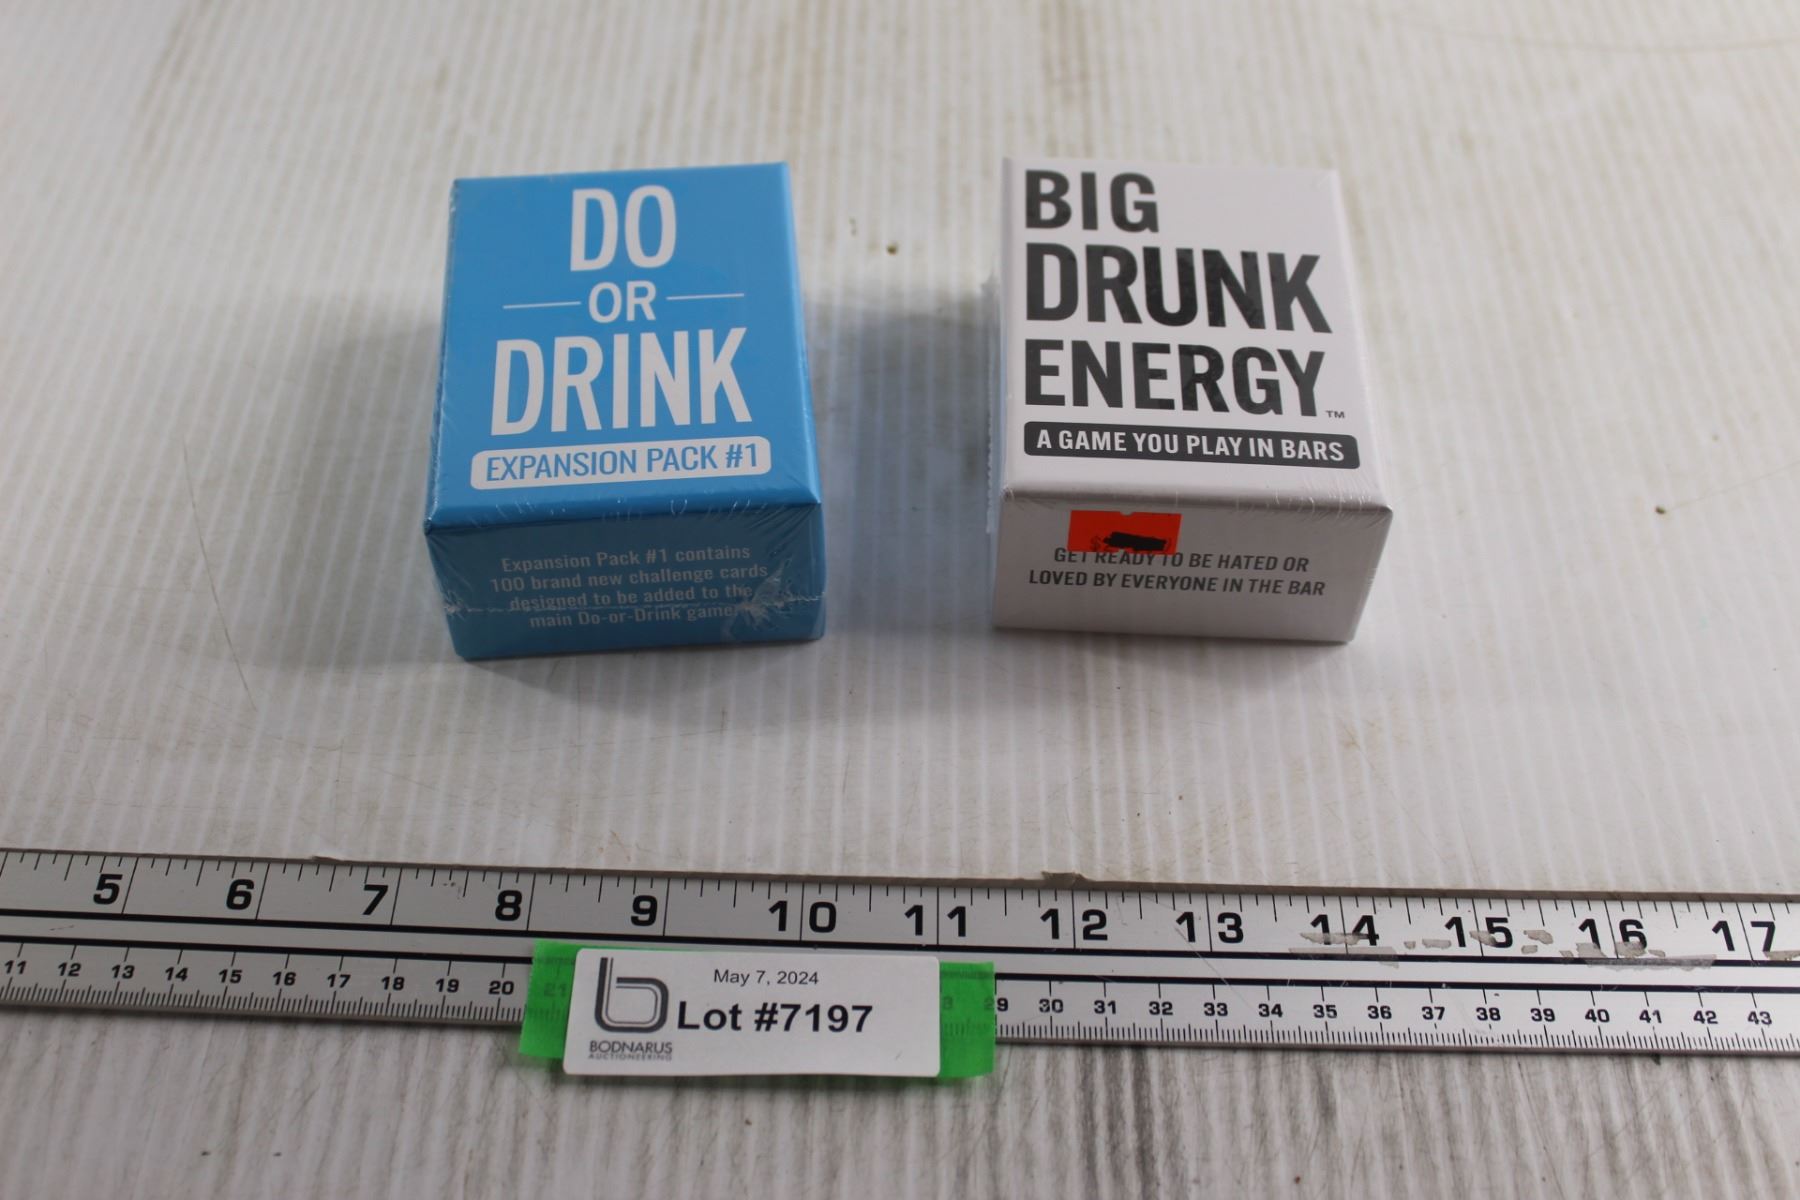 DO
OR
DRINK
EXPANSION PACK #1
Expansion Pack #1 contains
100 brand new challenge cards
designed to be added to the
main Do-or-Drink game
BIG
DRUNK
ENERGY™
A GAME YOU PLAY IN BARS
GET READY TO BE HATED OR
LOVED BY EVERYONE IN THE BAR
5 6 7 8 9 10 11 12 13 14 15 16 17
11 12 13 14 15 16 17 18 19 20 21 29 30 31 32 33 34 35 36 37 38 39 40 41 42 43
May 7, 2024
Lot #7197
BODNARUS
AUCTIONEERING